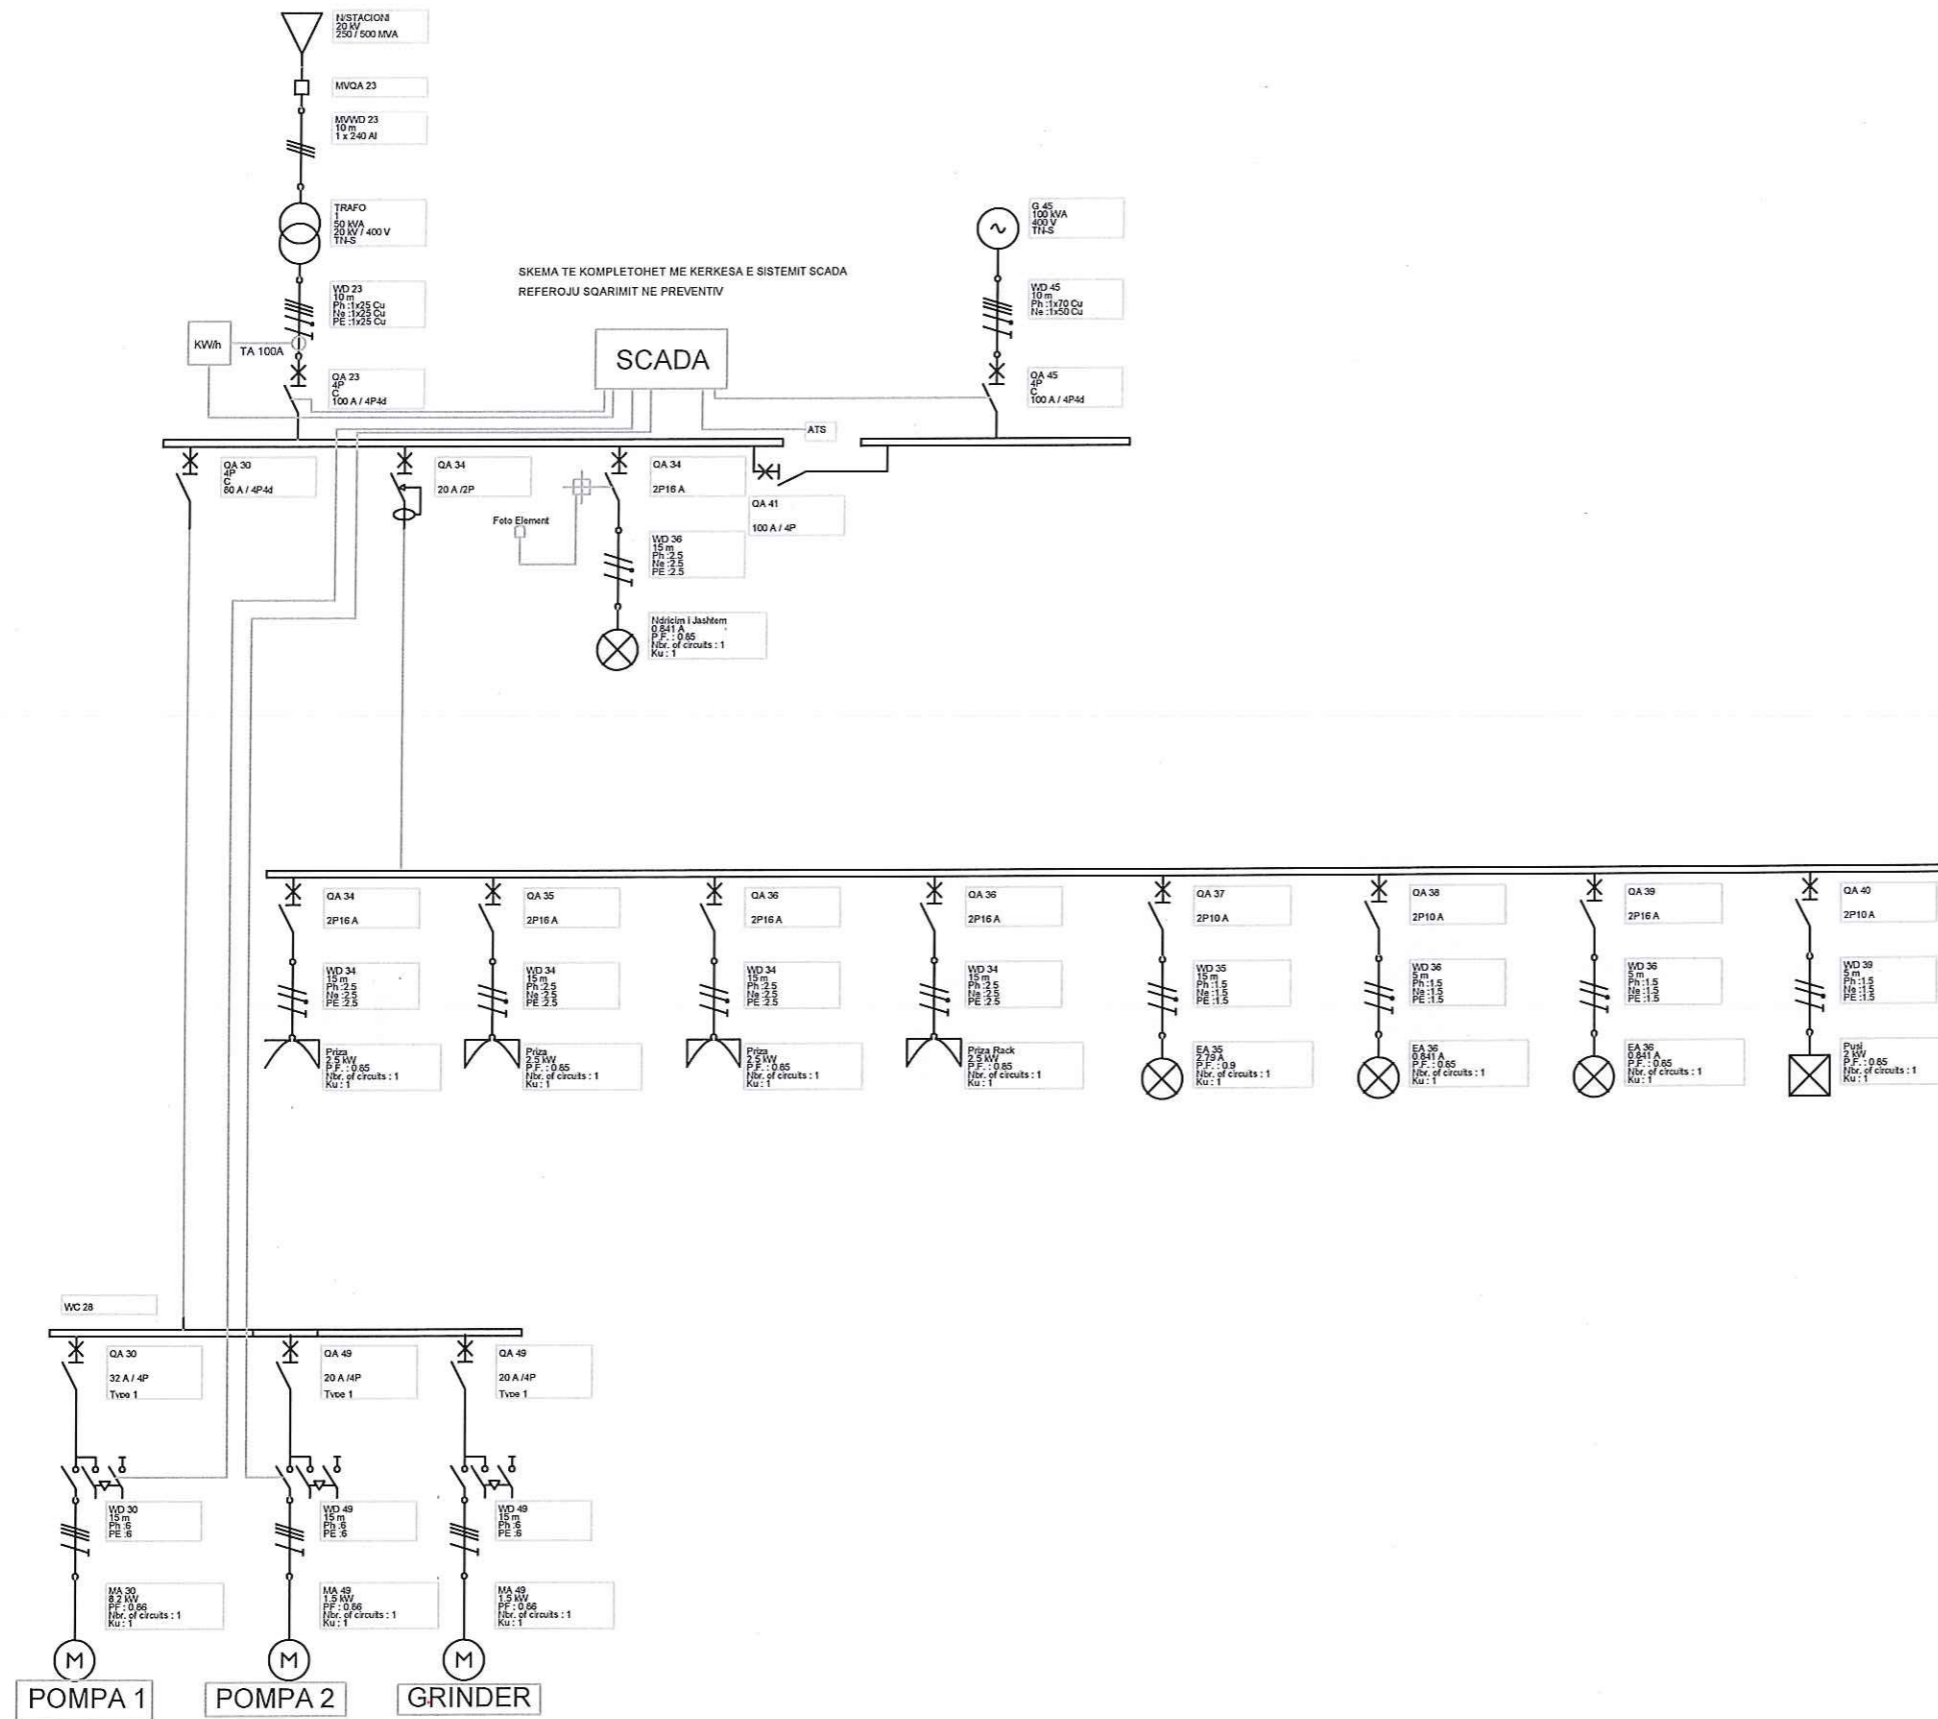 N/STACIONI
20 kV
250 / 500 MVA
MVQA 23
MVWD 23
10 m
1 x 240 Al
TRAFO
1
50 kVA
20 kV / 400 V
TN-S
G 45
100 kVA
400 V
TN-S
SKEMA TE KOMPLETOHET ME KERKESA E SISTEMIT SCADA
REFEROJU SQARIMIT NE PREVENTIV
WD 23
10 m
Ph :1x25 Cu
Ne :1x25 Cu
PE :1x25 Cu
WD 45
10 m
Ph :1x70 Cu
Ne :1x50 Cu
KW/h
TA 100A
SCADA
QA 23
4P
C
100 A / 4P4d
QA 45
4P
C
100 A / 4P4d
ATS
QA 30
4P
C
80 A / 4P4d
QA 34
20 A /2P
QA 34
2P16 A
QA 41
100 A / 4P
Foto Element
WD 36
15 m
Ph :2.5
Ne :2.5
PE :2.5
Ndricim i Jashtem
0.841 A
P.F. : 0.85
Nbr. of circuits : 1
Ku : 1
QA 34
2P16 A
QA 35
2P16 A
QA 36
2P16 A
QA 36
2P16 A
QA 37
2P10 A
QA 38
2P10 A
QA 39
2P16 A
QA 40
2P10 A
WD 34
15 m
Ph :2.5
Ne :2.5
PE :2.5
WD 34
15 m
Ph :2.5
Ne :2.5
PE :2.5
WD 34
15 m
Ph :2.5
Ne :2.5
PE :2.5
WD 34
15 m
Ph :2.5
Ne :2.5
PE :2.5
WD 35
15 m
Ph :1.5
Ne :1.5
PE :1.5
WD 36
5 m
Ph :1.5
Ne :1.5
PE :1.5
WD 36
5 m
Ph :1.5
Ne :1.5
PE :1.5
WD 39
5 m
Ph :1.5
Ne :1.5
PE :1.5
Priza
2.5 kW
P.F. : 0.85
Nbr. of circuits : 1
Ku : 1
Priza
2.5 kW
P.F. : 0.85
Nbr. of circuits : 1
Ku : 1
Priza
2.5 kW
P.F. : 0.85
Nbr. of circuits : 1
Ku : 1
Priza Rack
2.5 kW
P.F. : 0.85
Nbr. of circuits : 1
Ku : 1
EA 35
2.79 A
P.F. : 0.9
Nbr. of circuits : 1
Ku : 1
EA 36
0.841 A
P.F. : 0.85
Nbr. of circuits : 1
Ku : 1
EA 36
0.841 A
P.F. : 0.85
Nbr. of circuits : 1
Ku : 1
Pusi
2 kW
P.F. : 0.85
Nbr. of circuits : 1
Ku : 1
WC 28
QA 30
32 A / 4P
Type 1
QA 49
20 A /4P
Type 1
QA 49
20 A /4P
Type 1
WD 30
15 m
Ph :6
PE :6
WD 49
15 m
Ph :6
PE :6
WD 49
15 m
Ph :6
PE :6
MA 30
kW
PF : 0.86
Nbr. of circuits : 1
Ku : 1
MA 49
1.5 kW
PF : 0.86
Nbr. of circuits : 1
Ku : 1
MA 49
1.5 kW
PF : 0.86
Nbr. of circuits : 1
Ku : 1
M
M
M
POMPA 1
POMPA 2
GRINDER